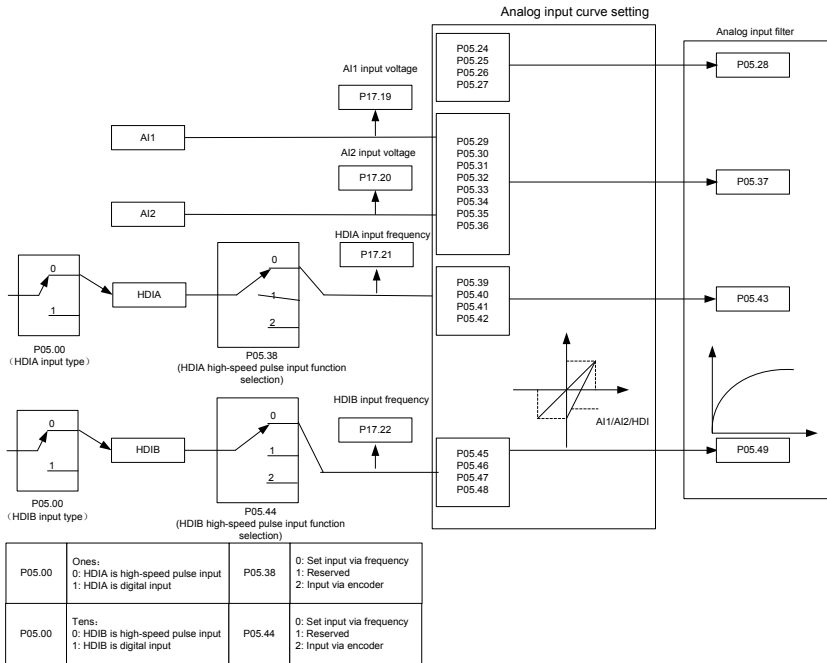 Analog input curve setting
Analog input filter
AI1 input voltage
P17.19
AI1
AI2 input voltage
P17.20
AI2
P05.24
P05.25
P05.26
P05.27
P05.28
P05.29
P05.30
P05.31
P05.32
P05.33
P05.34
P05.35
P05.36
P05.37
HDIA input frequency
P17.21
0
1
HDIA
0
1
2
P05.39
P05.40
P05.41
P05.42
P05.43
P05.00
（HDIA input type）
P05.38
(HDIA high-speed pulse input function
selection)
AI1/AI2/HDI
HDIB input frequency
P17.22
0
1
HDIB
0
1
2
P05.45
P05.46
P05.47
P05.48
P05.49
P05.00
（HDIB input type）
P05.44
(HDIB high-speed pulse input function
selection)
P05.00
Ones：
0: HDIA is high-speed pulse input
1: HDIA is digital input
P05.38
0: Set input via frequency
1: Reserved
2: Input via encoder
P05.00
Tens：
0: HDIB is high-speed pulse input
1: HDIB is digital input
P05.44
0: Set input via frequency
1: Reserved
2: Input via encoder